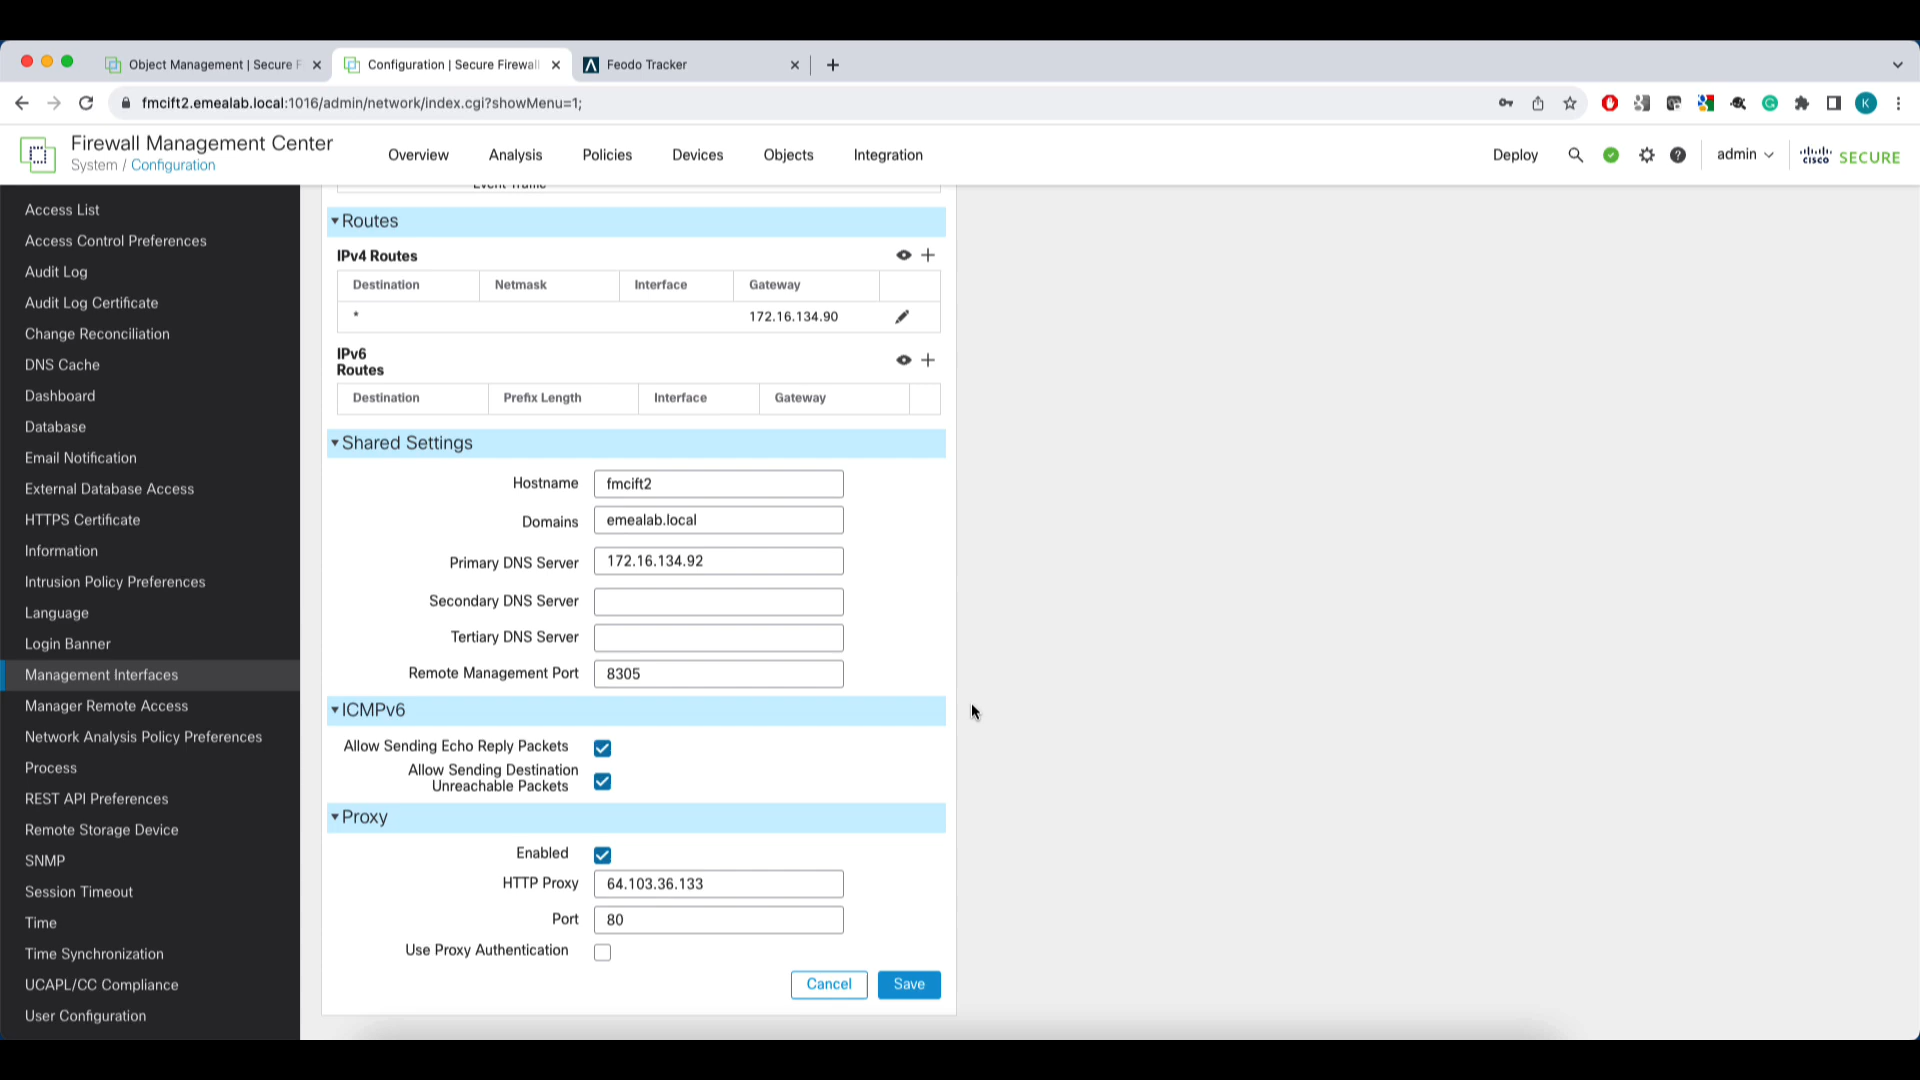 Object Management | Secure F
Configuration | Secure Firewall
Feodo Tracker
fmcift2.emealab.local:1016/admin/network/index.cgi?showMenu=1;
K
Firewall Management Center
System / Configuration
Overview
Analysis
Policies
Devices
Objects
Integration
Deploy
admin
cisco SECURE
Access List
Access Control Preferences
Audit Log
Audit Log Certificate
Change Reconciliation
DNS Cache
Dashboard
Database
Email Notification
External Database Access
HTTPS Certificate
Information
Intrusion Policy Preferences
Language
Login Banner
Management Interfaces
Manager Remote Access
Network Analysis Policy Preferences
Process
REST API Preferences
Remote Storage Device
SNMP
Session Timeout
Time
Time Synchronization
UCAPL/CC Compliance
User Configuration
Event Traffic
Routes
IPv4 Routes
Destination Netmask Interface Gateway
* 172.16.134.90
IPv6
Routes
Destination Prefix Length Interface Gateway
Shared Settings
Hostname fmcift2
Domains emealab.local
Primary DNS Server 172.16.134.92
Secondary DNS Server
Tertiary DNS Server
Remote Management Port 8305
ICMPv6
Allow Sending Echo Reply Packets
Allow Sending Destination
Unreachable Packets
Proxy
Enabled
HTTP Proxy 64.103.36.133
Port 80
Use Proxy Authentication
Cancel
Save